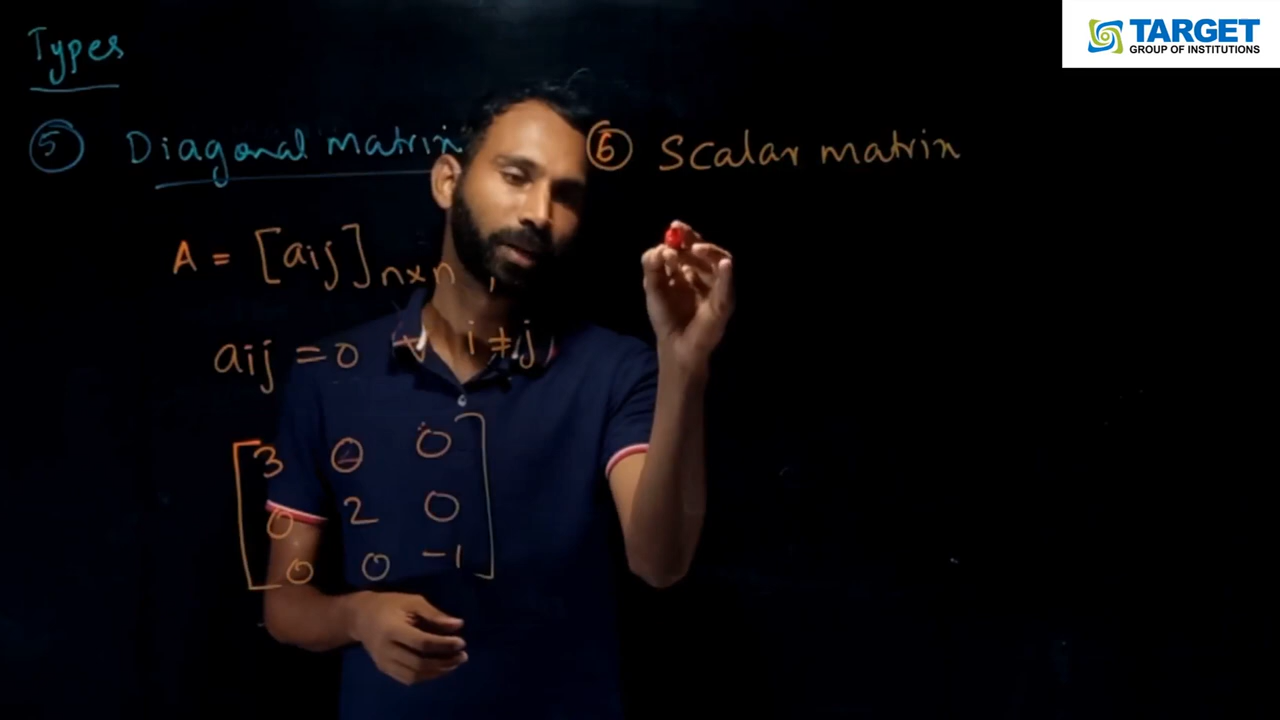 Types
TARGET
GROUP OF INSTITUTIONS
⑤ Diagonal matrix
A = [aij]n×n ,
aij = 0 ∀ i ≠ j,
3 0 0
0 2 0
0 0 -1
⑥ Scalar matrix